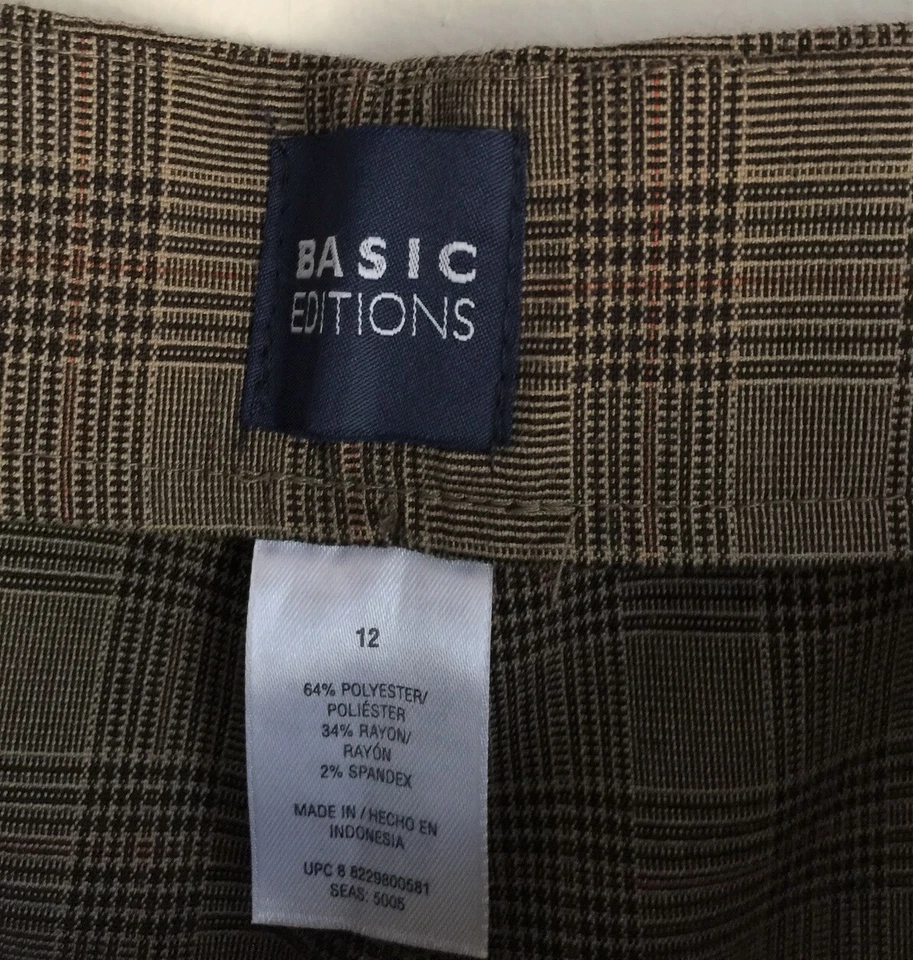 BASIC
EDITIONS
12
64% POLYESTER/
POLIÉSTER
34% RAYON/
RAYÓN
2% SPANDEX
MADE IN / HECHO EN
INDONESIA
UPC 8 8229800581
SEAS: 5005